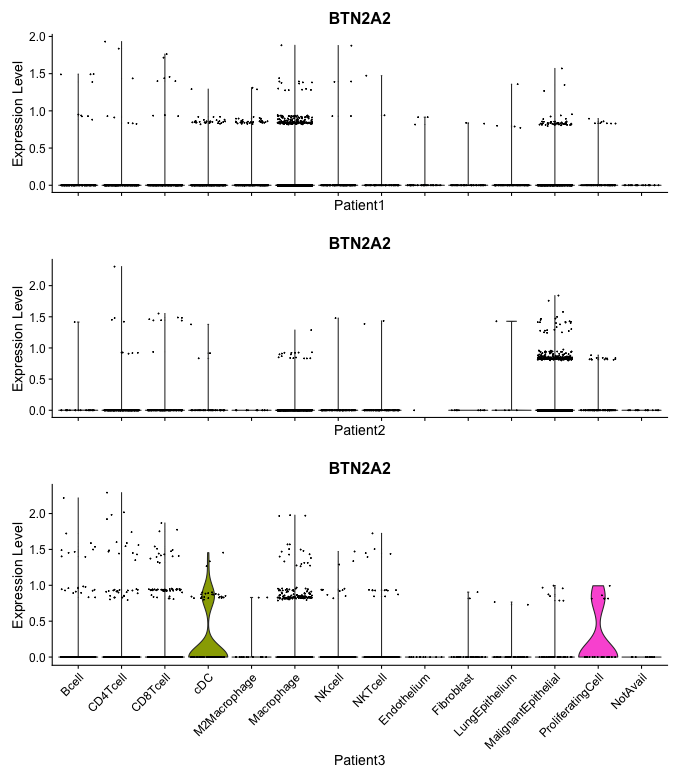 BTN2A2
Expression Level
2.0
1.5
1.0
0.5
0.0
Patient1
BTN2A2
Expression Level
2.0
1.5
1.0
0.5
0.0
Patient2
BTN2A2
Expression Level
2.0
1.5
1.0
0.5
0.0
Bcell
CD4Tcell
CD8Tcell
cDC
M2Macrophage
Macrophage
NKcell
NKTcell
Endothelium
Fibroblast
LungEpithelium
MalignantEpithelial
ProliferatingCell
NotAvail
Patient3